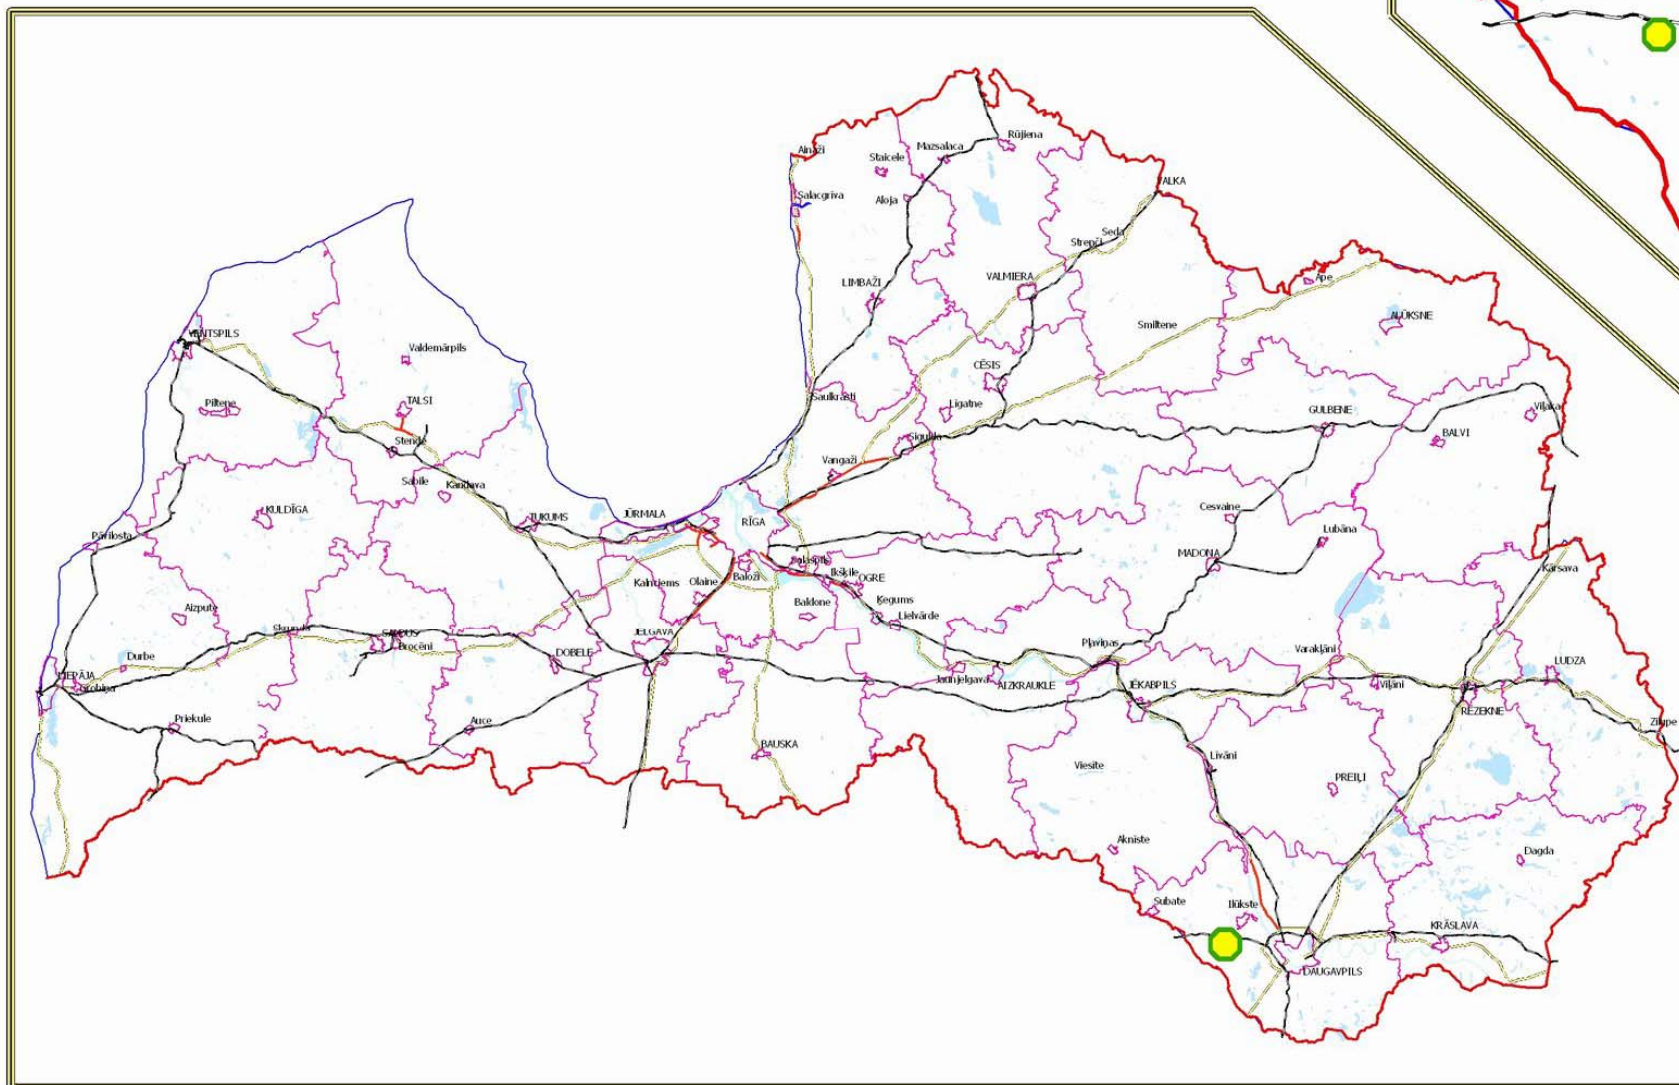 Ainaži
Staicele
Mazsalaca
Rūjiena
Salacgrīva
Aloja
VALKA
Seda
Strenči
LIMBAŽI
VALMIERA
Ape
ALŪKSNE
Smiltene
VENTSPILS
Valdemārpils
CĒSIS
Saulkrasti
Līgatne
Piltene
TALSI
GULBENE
Viļaka
BALVI
Stende
Sigulda
Vangaži
Sabile
Kandava
KULDĪGA
TUKUMS
JŪRMALA
RĪGA
Cesvaine
Lubāna
Pāvilosta
MADONA
Kārsava
Salaspils
Ikšķile
OGRE
Kalnciems
Olaine
Baloži
Aizpute
Baldone
Ķegums
Lielvārde
Skrunda
SALDUS
Brocēni
JELGAVA
DOBELE
Durbe
Pļaviņas
Varakļāni
LUDZA
LIEPĀJA
Grobiņa
Jaunjelgava
AIZKRAUKLE
JĒKABPILS
Viļāni
RĒZEKNE
Priekule
Auce
Zilupe
BAUSKA
Viesīte
Līvāni
PREIĻI
Akniste
Dagda
Subate
Ilūkste
KRĀSLAVA
DAUGAVPILS